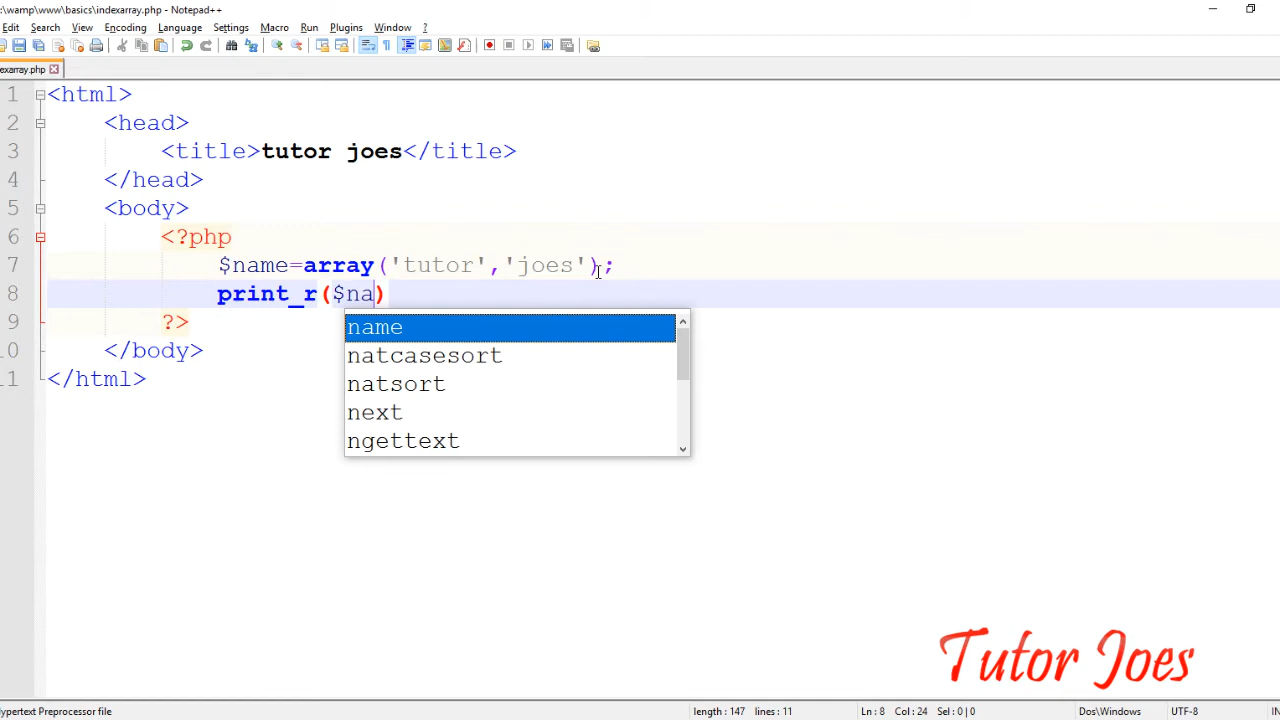 :\wamp\www\basics\indexarray.php - Notepad++
Edit Search View Encoding Language Settings Macro Run Plugins Window ?
exarray.php
1 <html>
2 <head>
3 <title>tutor joes</title>
4 </head>
5 <body>
6 <?php
7 $name=array('tutor','joes');
8 print_r($na)
name
9 ?>
natcasesort
10 </body>
natsort
11 </html>
next
ngettext
Tutor Joes
ypertext Preprocessor file length : 147 lines : 11 Ln : 8 Col : 24 Sel : 0 | 0 Dos\Windows UTF-8 IN